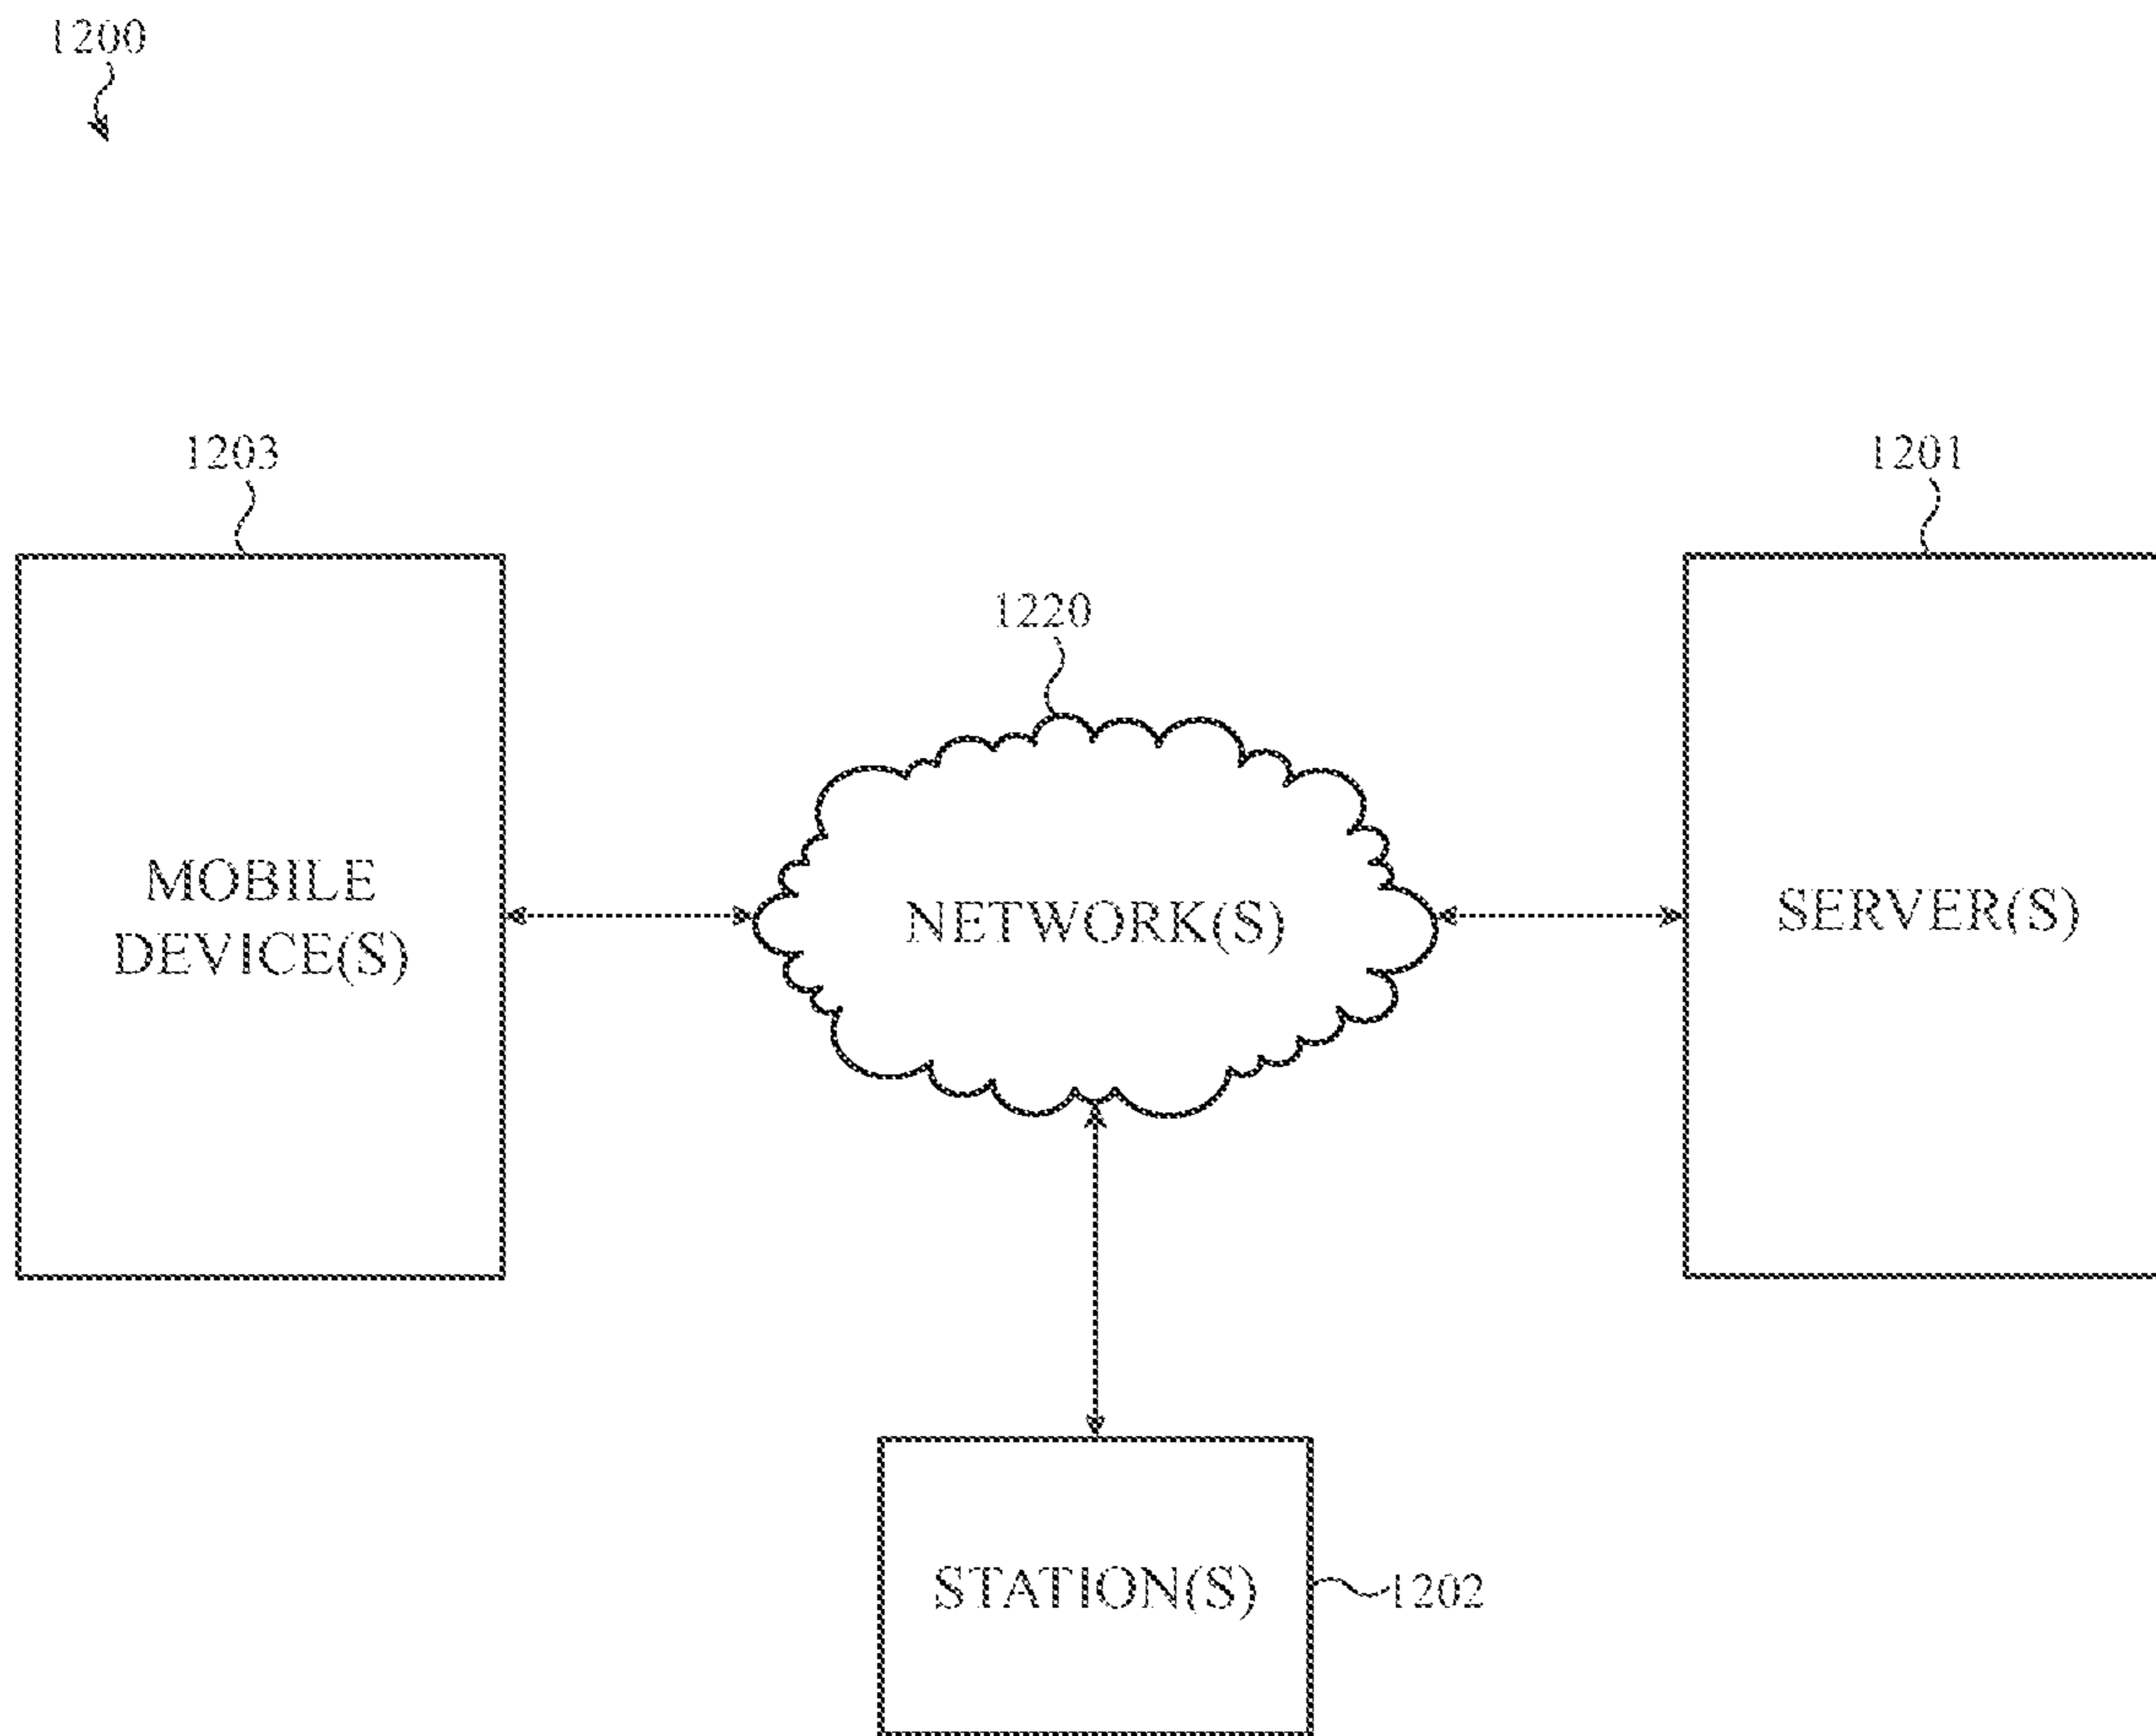 1200
1203
1201
1220
MOBILE
DEVICE(S)
NETWORK(S)
SERVER(S)
STATION(S)
1202